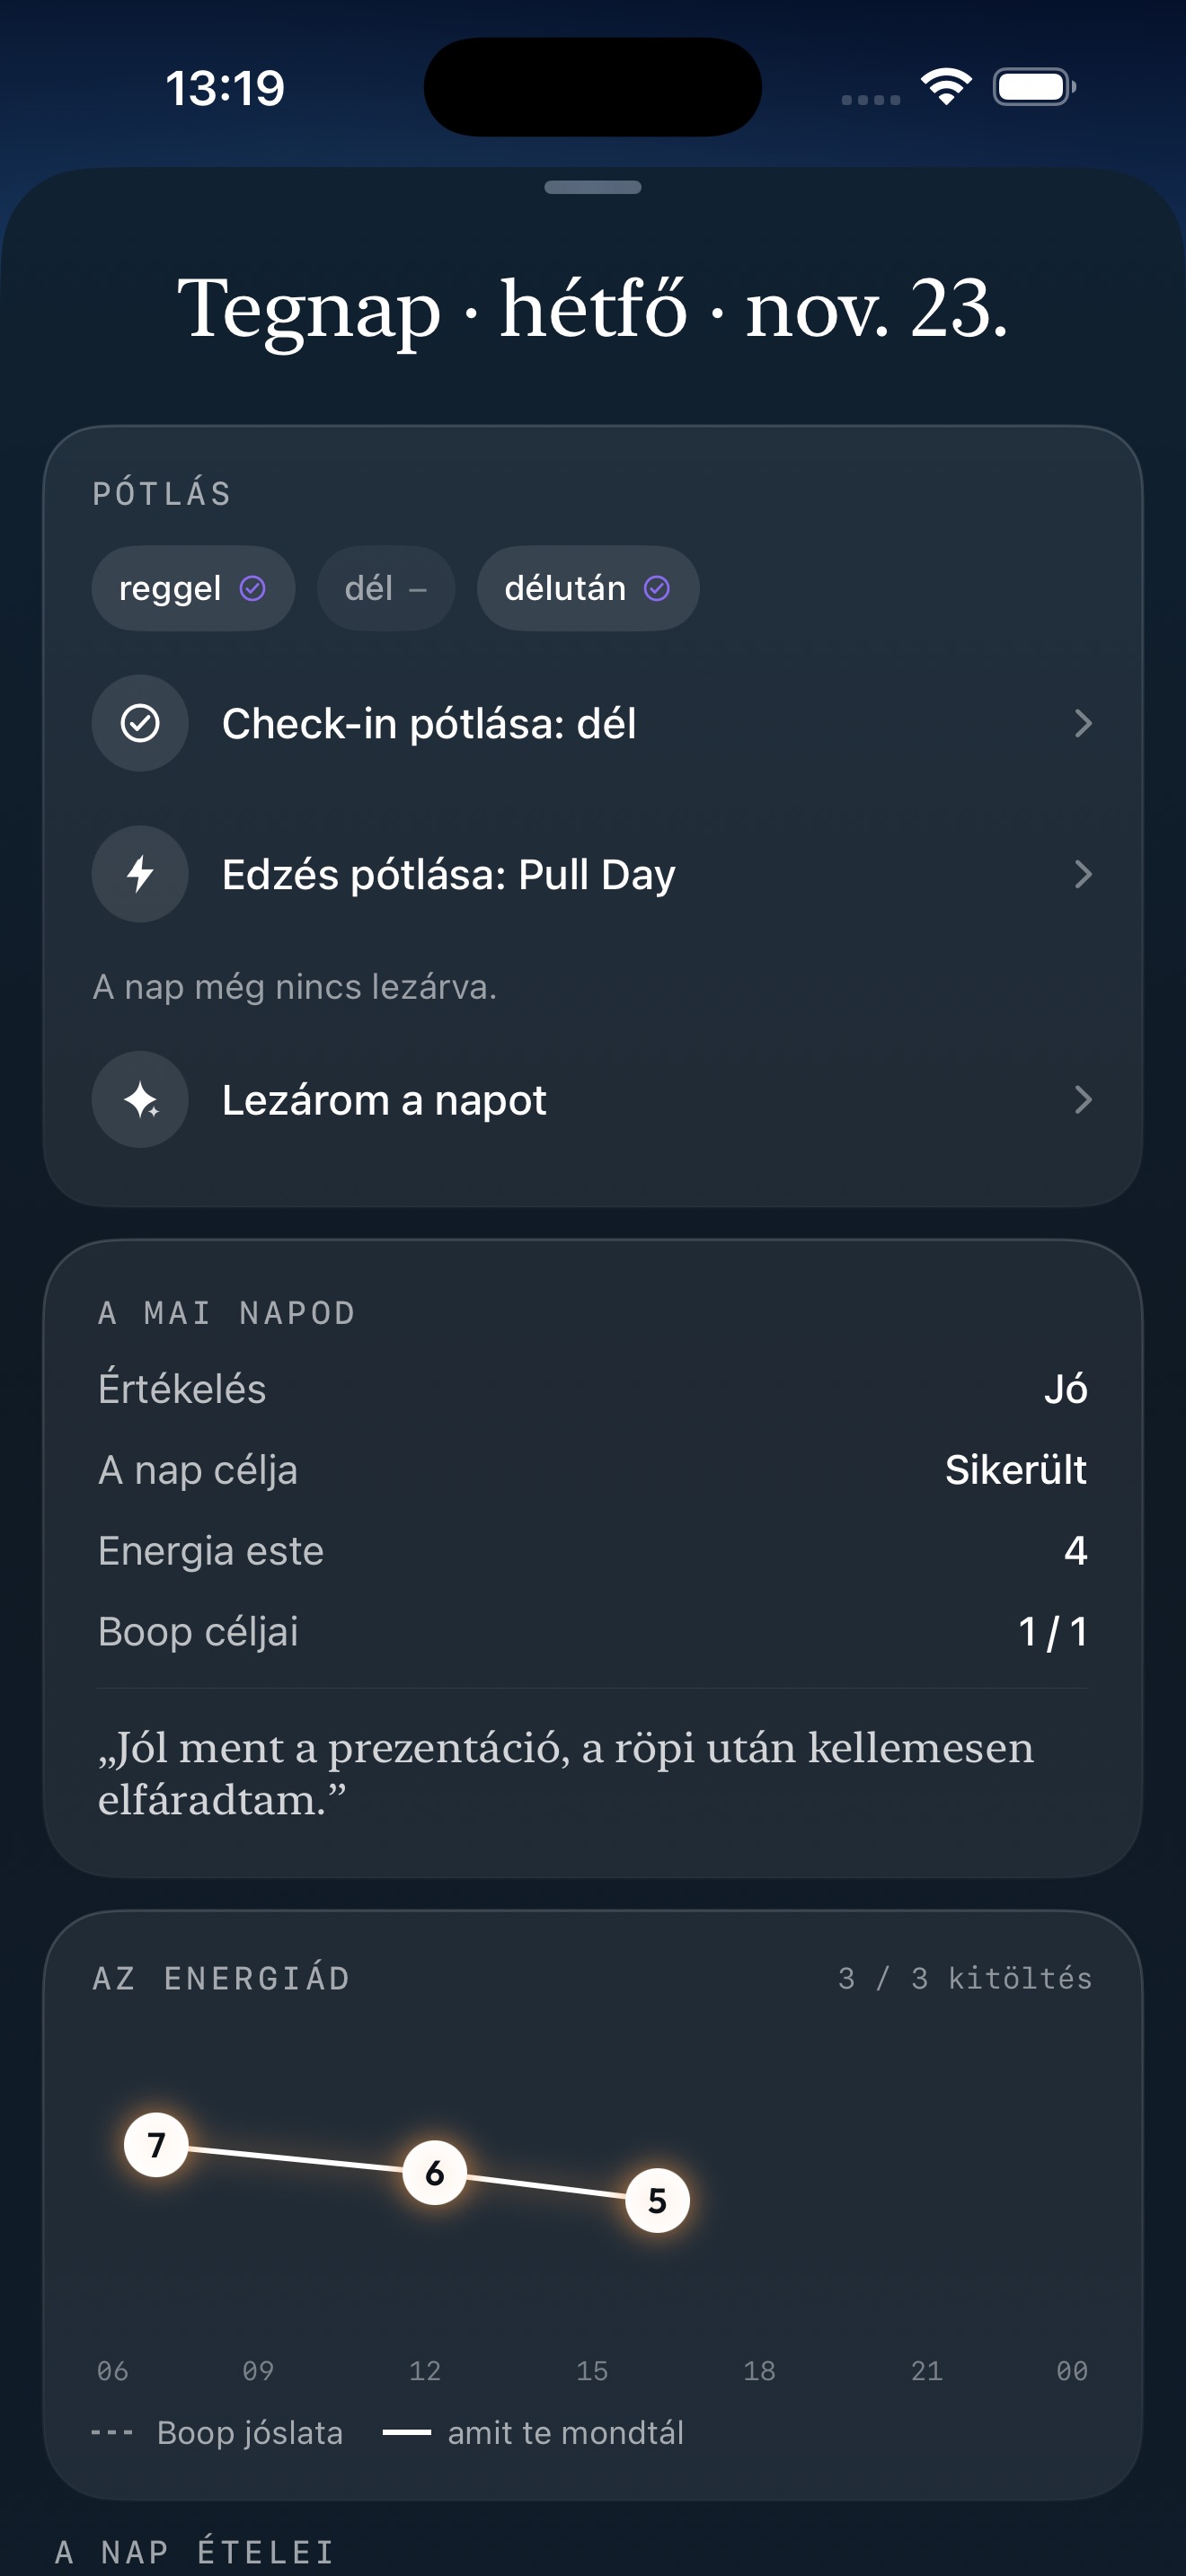 13:19
Tegnap · hétfő · nov. 23.
PÓTLÁS
reggel
dél –
délután
Check-in pótlása: dél
Edzés pótlása: Pull Day
A nap még nincs lezárva.
Lezárom a napot
A MAI NAPOD
Értékelés Jó
A nap célja Sikerült
Energia este 4
Boop céljai 1 / 1
„Jól ment a prezentáció, a röpi után kellemesen
elfáradtam.”
AZ ENERGIÁD 3 / 3 kitöltés
7
6
5
06 09 12 15 18 21 00
Boop jóslata amit te mondtál
A NAP ÉTELEI